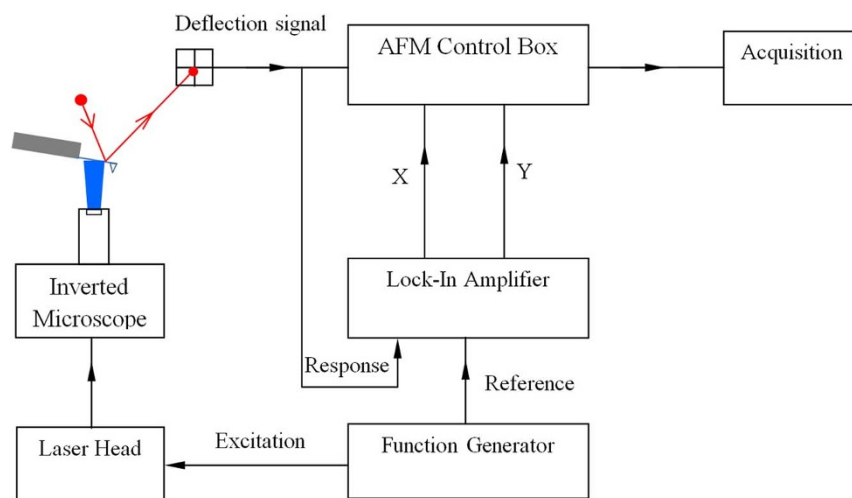 Deflection signal
AFM Control Box
Acquisition
X
Y
Lock-In Amplifier
Inverted
Microscope
Response
Reference
Laser Head
Excitation
Function Generator